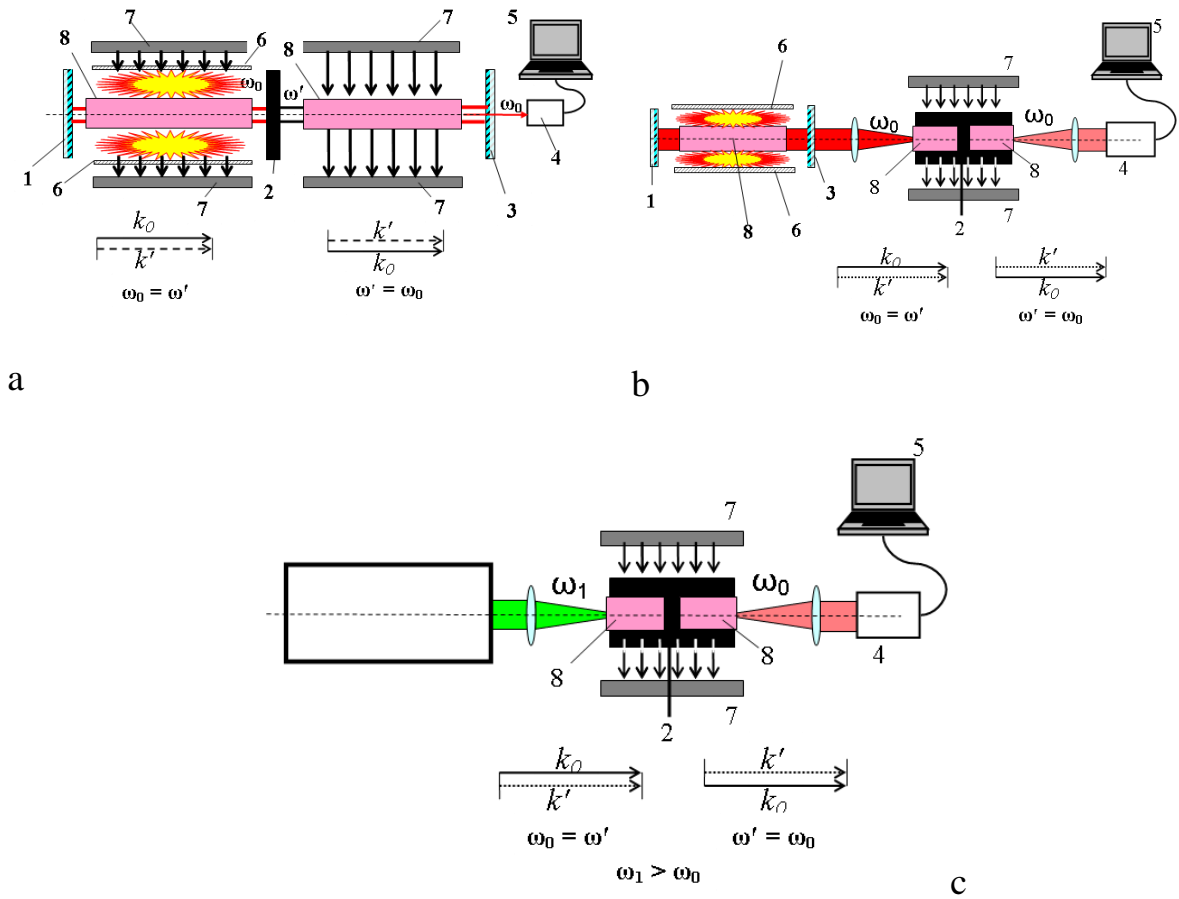 7
7
5
6
8
8
ω₀
ω'
ω₀
4
1
6
7
2
7
3
k₀
k'
ω₀ = ω'
k'
k₀
ω' = ω₀
a
5
6
7
ω₀
ω₀
4
1
3
8
8
8
6
2
7
k₀
k'
ω₀ = ω'
k'
k₀
ω' = ω₀
b
5
7
ω₁
ω₀
8
8
4
7
2
k₀
k'
ω₀ = ω'
k'
k₀
ω' = ω₀
ω₁ > ω₀
c